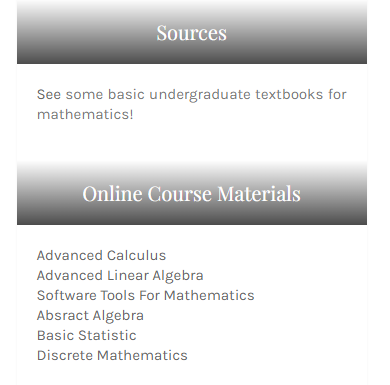 Sources
See some basic undergraduate textbooks for
mathematics!
Online Course Materials
Advanced Calculus
Advanced Linear Algebra
Software Tools For Mathematics
Absract Algebra
Basic Statistic
Discrete Mathematics